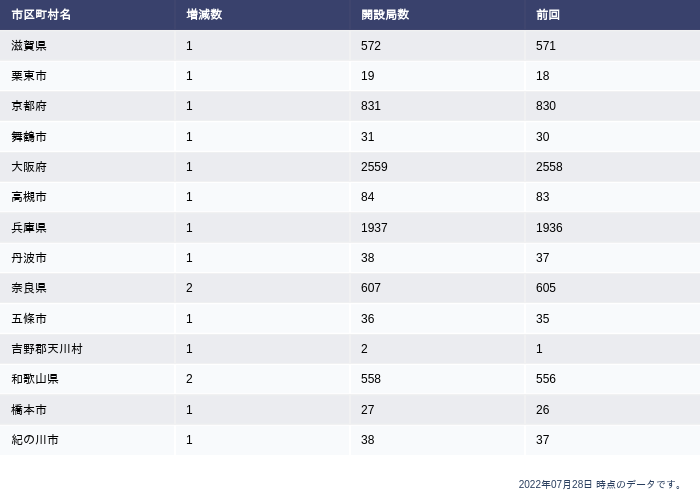 市区町村名 増減数 開設局数 前回
滋賀県 1 572 571
栗東市 1 19 18
京都府 1 831 830
舞鶴市 1 31 30
大阪府 1 2559 2558
高槻市 1 84 83
兵庫県 1 1937 1936
丹波市 1 38 37
奈良県 2 607 605
五條市 1 36 35
吉野郡天川村 1 2 1
和歌山県 2 558 556
橋本市 1 27 26
紀の川市 1 38 37
2022年07月28日 時点のデータです。